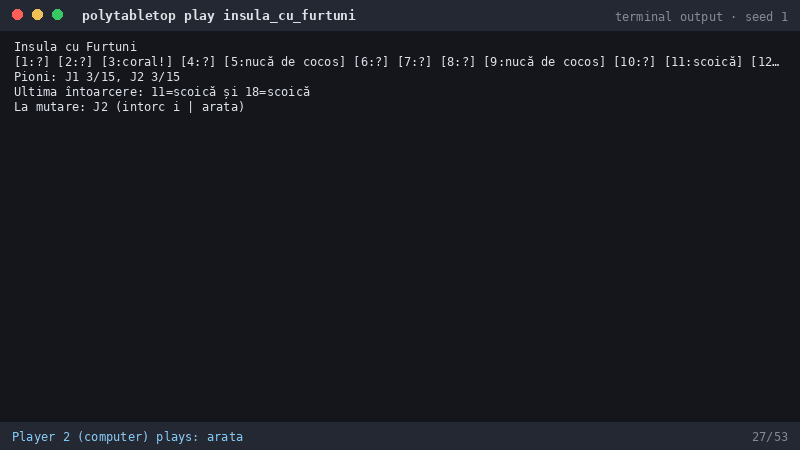 polytabletop play insula_cu_furtuni
terminal output · seed 1
Insula cu Furtuni
[1:?] [2:?] [3:coral!] [4:?] [5:nucă de cocos] [6:?] [7:?] [8:?] [9:nucă de cocos] [10:?] [11:scoică] [12…
Pioni: J1 3/15, J2 3/15
Ultima întoarcere: 11=scoică și 18=scoică
La mutare: J2 (intorc i | arata)
Player 2 (computer) plays: arata
27/53